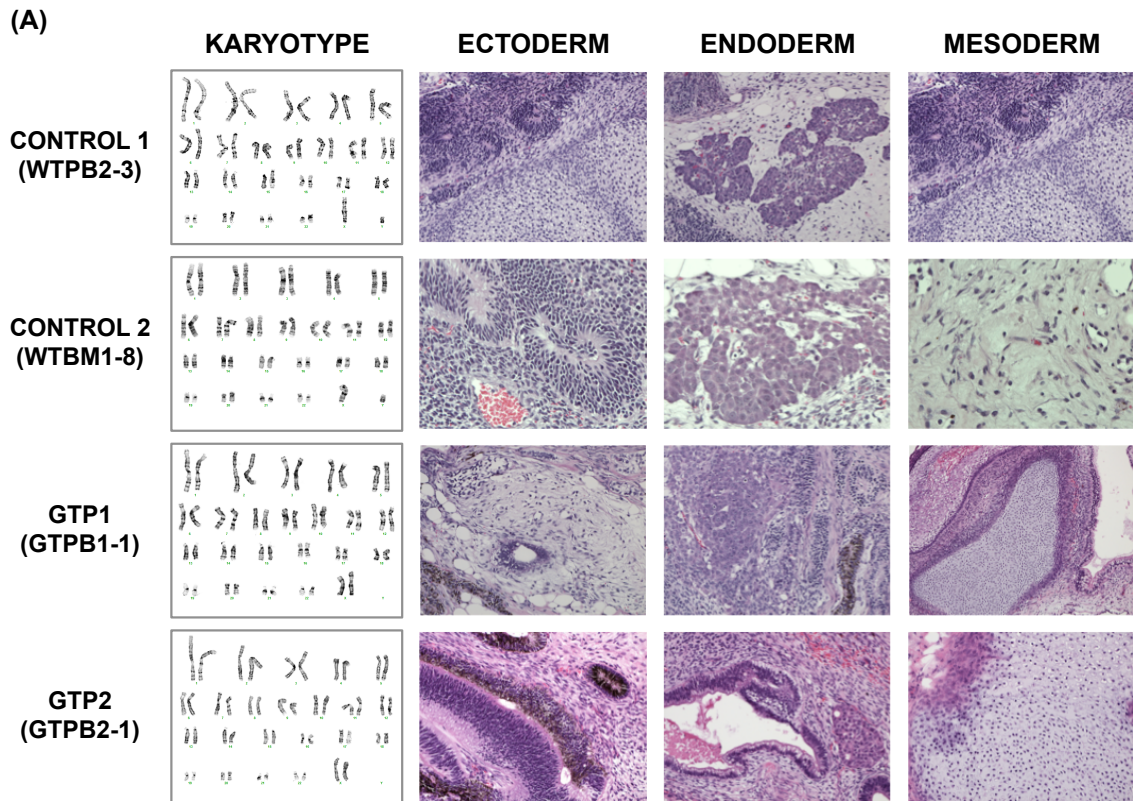 (A)
KARYOTYPE ECTODERM ENDODERM MESODERM
CONTROL 1
(WTPB2-3)
CONTROL 2
(WTBM1-8)
GTP1
(GTPB1-1)
GTP2
(GTPB2-1)